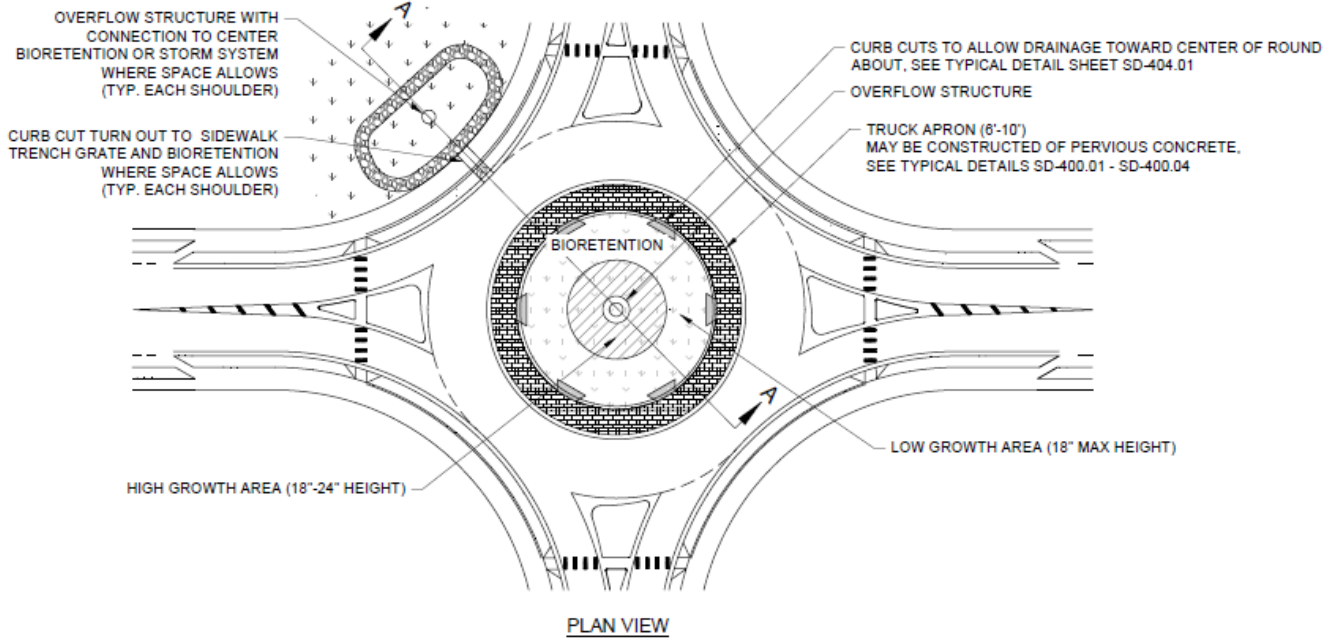 OVERFLOW STRUCTURE WITH
CONNECTION TO CENTER
BIORETENTION OR STORM SYSTEM
WHERE SPACE ALLOWS
(TYP. EACH SHOULDER)
CURB CUT TURN OUT TO SIDEWALK
TRENCH GRATE AND BIORETENTION
WHERE SPACE ALLOWS
(TYP. EACH SHOULDER)
A
CURB CUTS TO ALLOW DRAINAGE TOWARD CENTER OF ROUND
ABOUT, SEE TYPICAL DETAIL SHEET SD-404.01
OVERFLOW STRUCTURE
TRUCK APRON (6'-10')
MAY BE CONSTRUCTED OF PERVIOUS CONCRETE,
SEE TYPICAL DETAILS SD-400.01 - SD-400.04
BIORETENTION
A
LOW GROWTH AREA (18" MAX HEIGHT)
HIGH GROWTH AREA (18"-24" HEIGHT)
PLAN VIEW